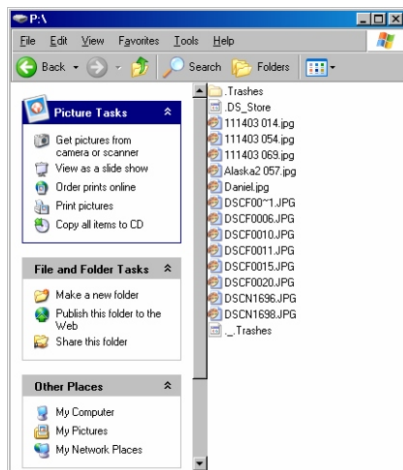 P:\
File Edit View Favorites Tools Help
Back Search Folders
Picture Tasks
Get pictures from
camera or scanner
View as a slide show
Order prints online
Print pictures
Copy all items to CD
File and Folder Tasks
Make a new folder
Publish this folder to the
Web
Share this folder
Other Places
My Computer
My Pictures
My Network Places
.Trashes
.DS_Store
111403 014.jpg
111403 054.jpg
111403 069.jpg
Alaska2 057.jpg
Daniel.jpg
DSCF00~1.JPG
DSCF0006.JPG
DSCF0010.JPG
DSCF0011.JPG
DSCF0015.JPG
DSCF0020.JPG
DSCN1696.JPG
DSCN1698.JPG
._.Trashes